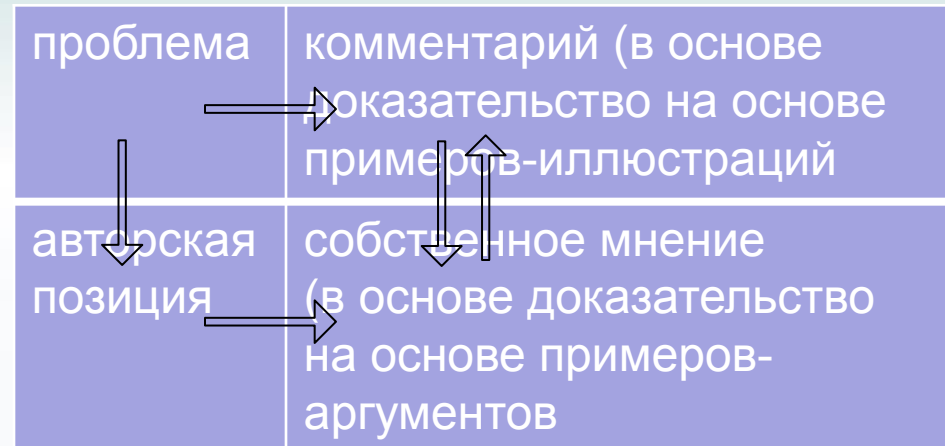 проблема
комментарий (в основе
доказательство на основе
примеров-иллюстраций
авторская
позиция
собственное мнение
(в основе доказательство
на основе примеров-
аргументов